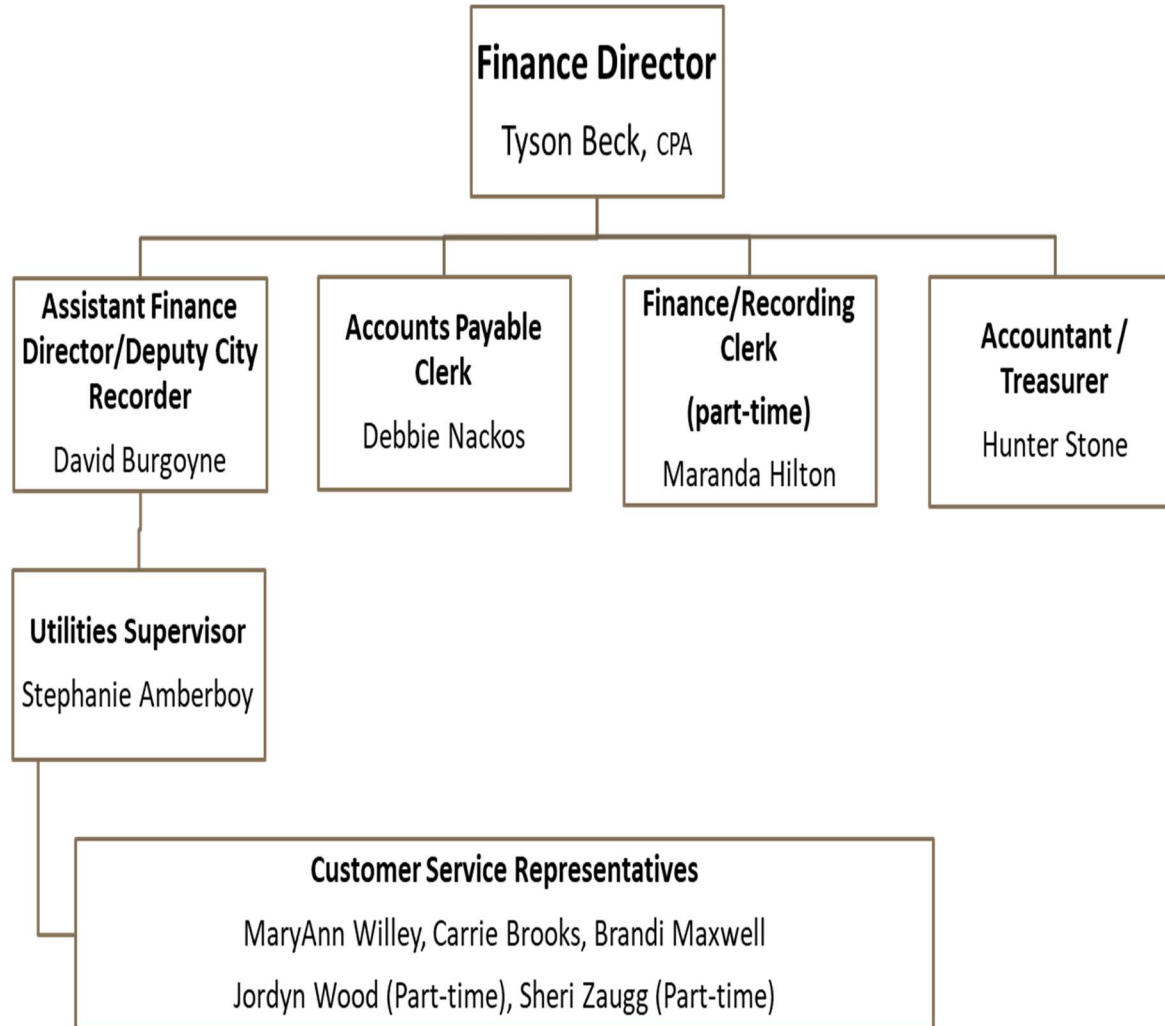 Finance Director
Tyson Beck, CPA
Assistant Finance
Director/Deputy City
Recorder
David Burgoyne
Accounts Payable
Clerk
Debbie Nackos
Finance/Recording
Clerk
(part-time)
Maranda Hilton
Accountant /
Treasurer
Hunter Stone
Utilities Supervisor
Stephanie Amberboy
Customer Service Representatives
MaryAnn Willey, Carrie Brooks, Brandi Maxwell
Jordyn Wood (Part-time), Sheri Zaugg (Part-time)